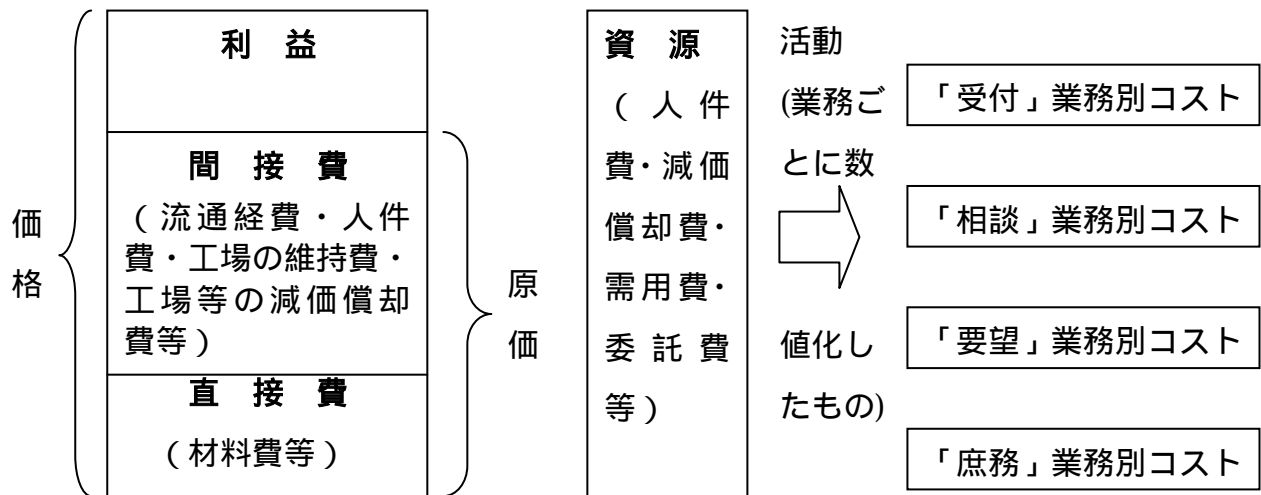 価
格
利 益
間 接 費
（流通経費・人件
費・工場の維持費・
工場等の減価償却
費等）
直 接 費
（材料費等）
原
価
資 源
（人件
費・減価
償却費・
需用費・
委託費
等）
活動
(業務ご
とに数
値化し
たもの)
「受付」業務別コスト
「相談」業務別コスト
「要望」業務別コスト
「庶務」業務別コスト